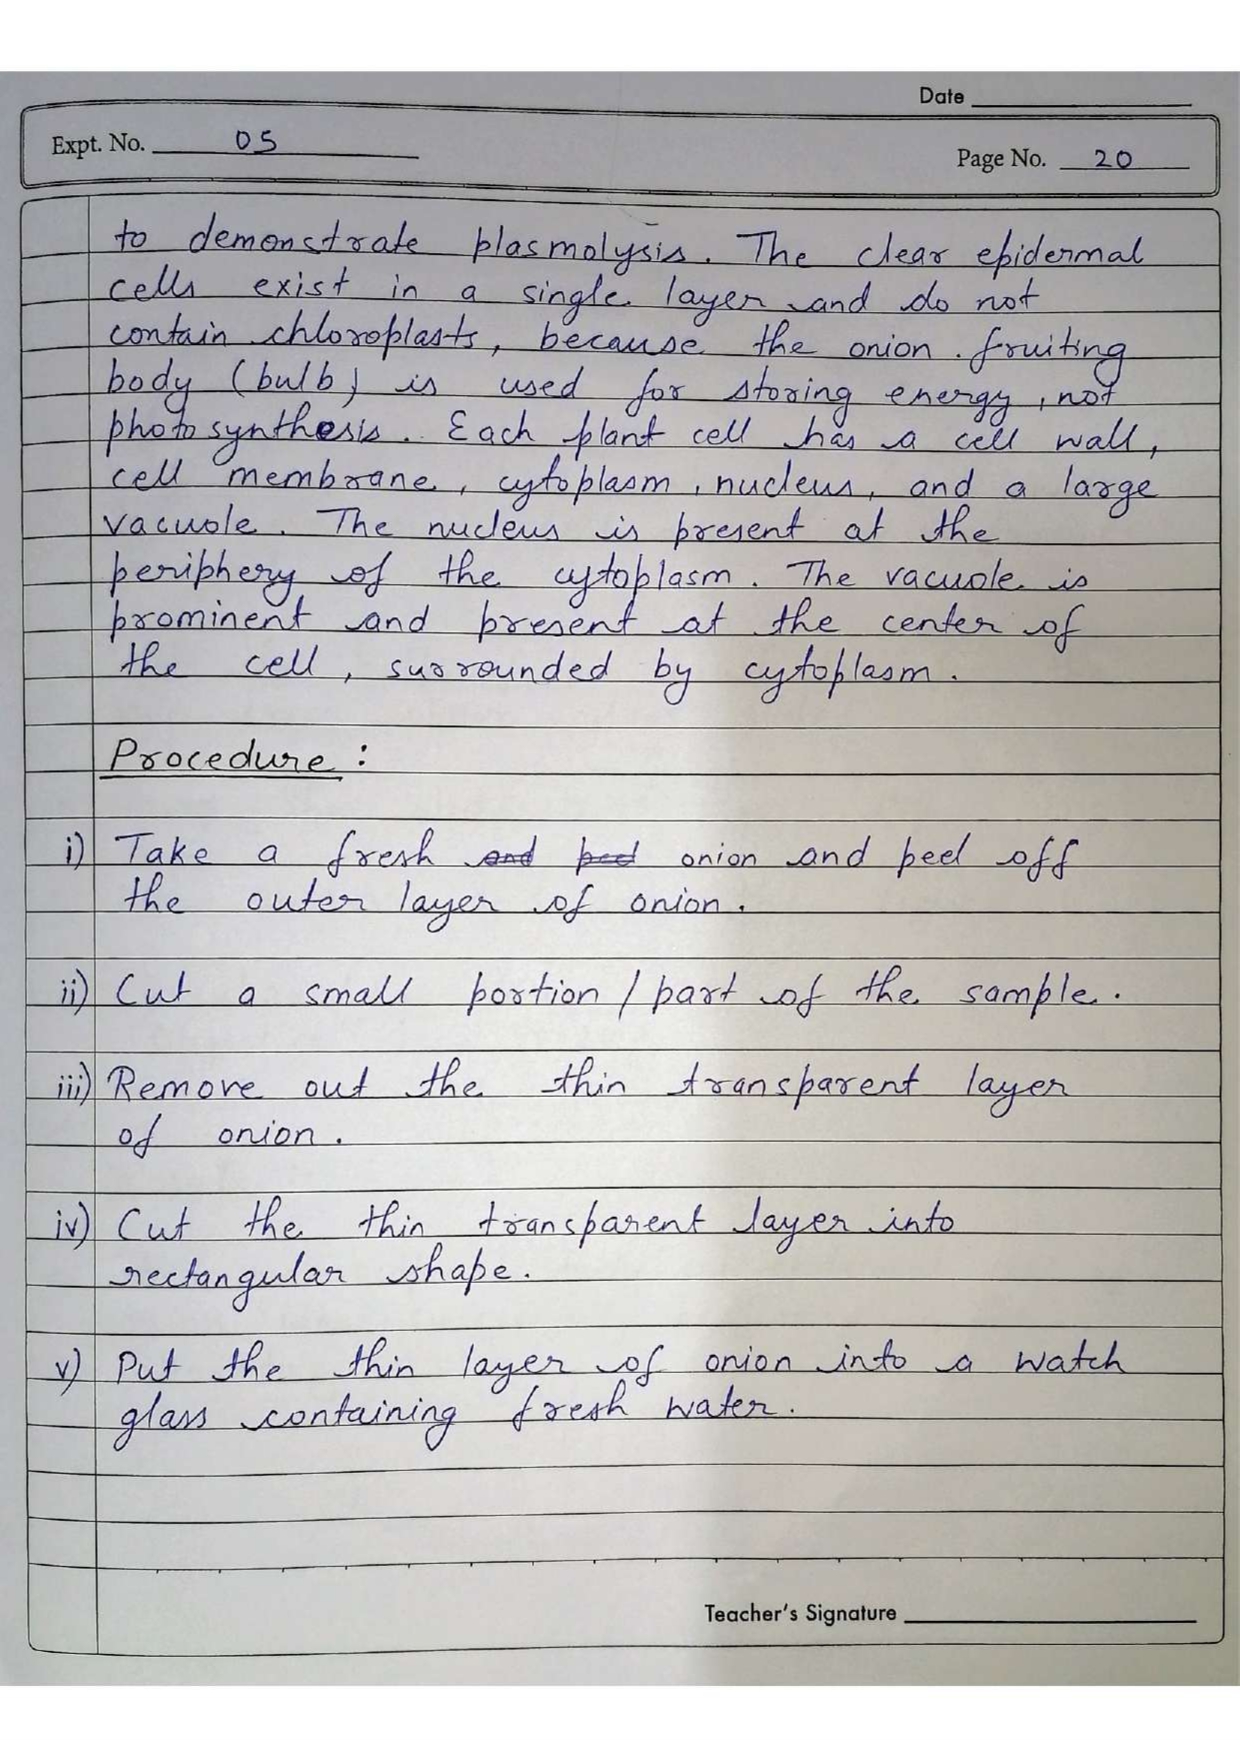 Date
Expt. No. 05
Page No. 20
to demonstrate plasmolysis. The clear epidermal
cells exist in a single layer and do not
contain chloroplasts, because the onion fruiting
body (bulb) is used for storing energy, not
photosynthesis. Each plant cell has a cell wall,
cell membrane, cytoplasm, nucleus, and a large
vacuole. The nucleus is present at the
periphery of the cytoplasm. The vacuole is
prominent and present at the center of
the cell, surrounded by cytoplasm.
Procedure :
i) Take a fresh and peel onion and peel off
the outer layer of onion.
ii) Cut a small portion / part of the sample.
iii) Remove out the thin transparent layer
of onion.
iv) Cut the thin transparent layer into
rectangular shape.
v) Put the thin layer of onion into a watch
glass containing fresh water.
Teacher's Signature